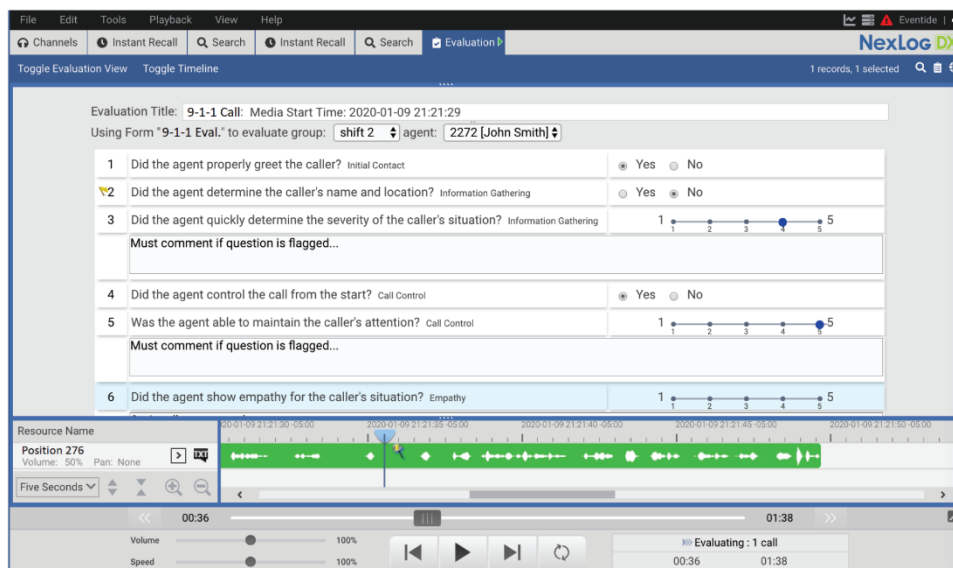 File Edit Tools Playback View Help Eventide |
Channels Instant Recall Search Instant Recall Search Evaluation NexLog DX
Toggle Evaluation View Toggle Timeline 1 records, 1 selected
Evaluation Title: 9-1-1 Call: Media Start Time: 2020-01-09 21:21:29
Using Form "9-1-1 Eval." to evaluate group: shift 2 agent: 2272 [John Smith]
1 Did the agent properly greet the caller? Initial Contact Yes No
2 Did the agent determine the caller's name and location? Information Gathering Yes No
3 Did the agent quickly determine the severity of the caller's situation? Information Gathering 1 5
1 2 3 4 5
Must comment if question is flagged...
4 Did the agent control the call from the start? Call Control Yes No
5 Was the agent able to maintain the caller's attention? Call Control 1 5
1 2 3 4 5
Must comment if question is flagged...
6 Did the agent show empathy for the caller's situation? Empathy 1 5
1 2 3 4 5
Resource Name 020-01-09 21:21:30 -05:00 2020-01-09 21:21:35 -05:00 2020-01-09 21:21:40 -05:00 2020-01-09 21:21:45 -05:00 2020-01-09 21:21:50 -05:00
Position 276
Volume: 50% Pan: None TXT
Five Seconds
00:36 01:38
Volume 100% Evaluating : 1 call
Speed 100% 00:36 01:38